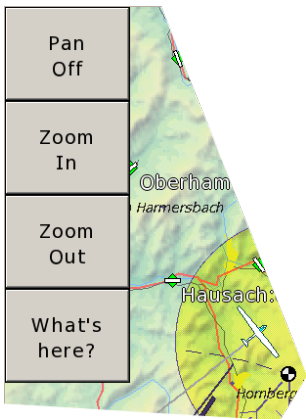 Pan
Off
Zoom
In
Oberham
Harmersbach
Zoom
Out
Hausach:
What's
here?
Hornberg